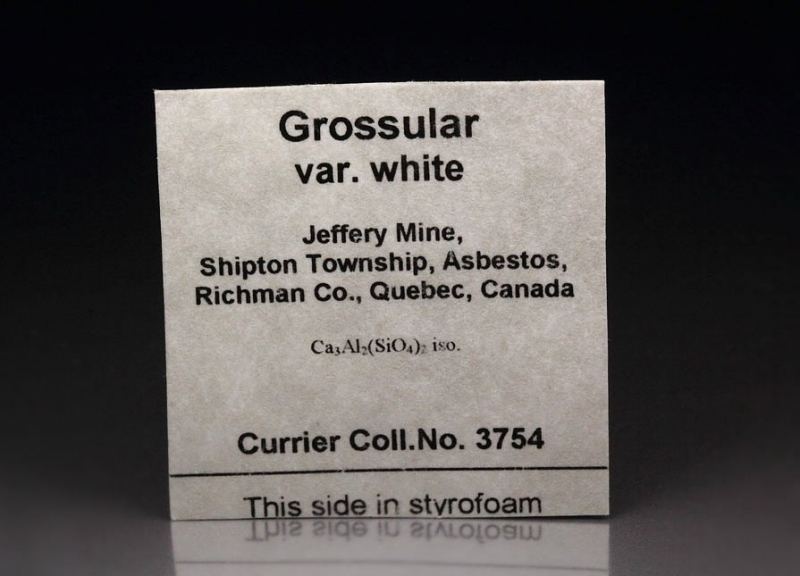 Grossular
var. white
Jeffery Mine,
Shipton Township, Asbestos,
Richman Co., Quebec, Canada
Ca₃Al₂(SiO₄)₂ iso.
Currier Coll.No. 3754
This side in styrofoam